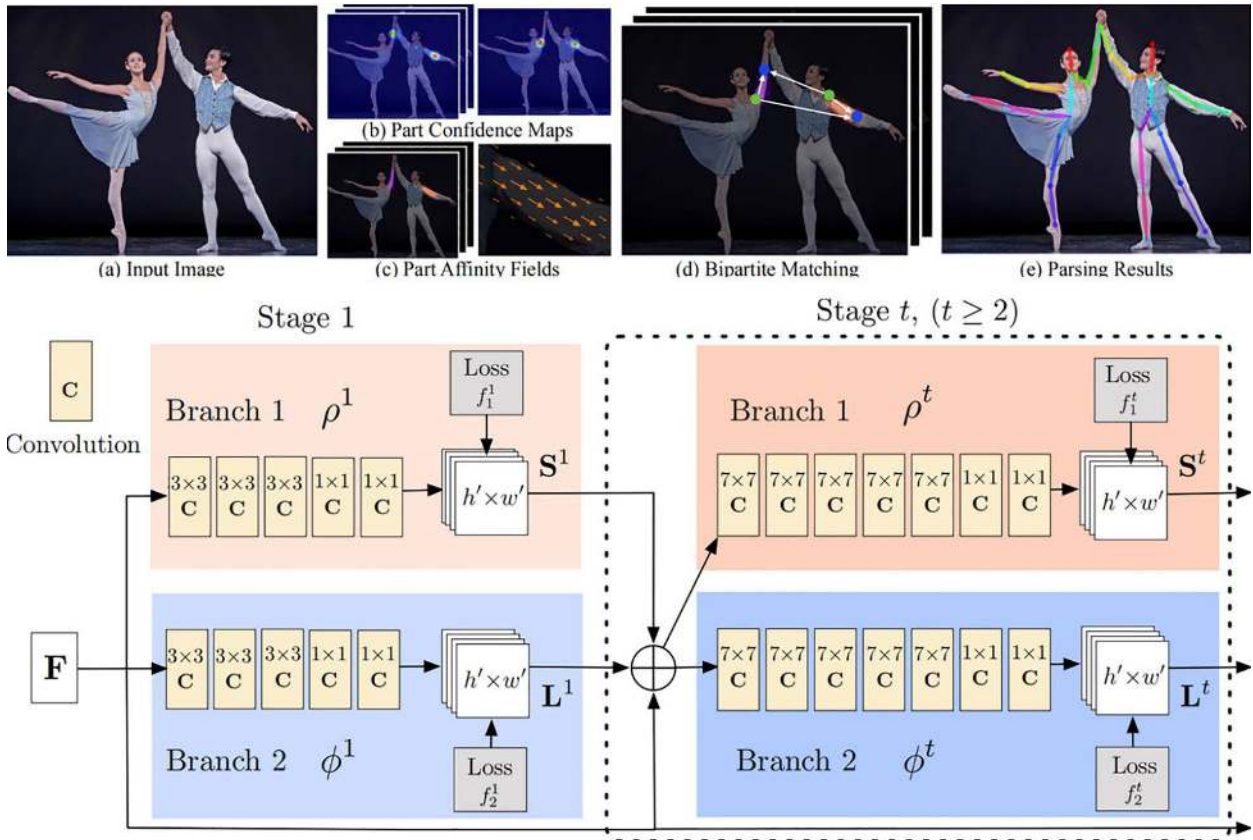 (b) Part Confidence Maps
(a) Input Image
(c) Part Affinity Fields
(d) Bipartite Matching
(e) Parsing Results
Stage 1
Stage t, (t ≥ 2)
C
Convolution
Branch 1 ρ¹
Loss
f₁¹
3×3 C 3×3 C 3×3 C 1×1 C 1×1 C
h′×w′
S¹
Branch 1 ρᵗ
Loss
f₁ᵗ
7×7 C 7×7 C 7×7 C 7×7 C 7×7 C 1×1 C 1×1 C
h′×w′
Sᵗ
F
3×3 C 3×3 C 3×3 C 1×1 C 1×1 C
h′×w′
L¹
Branch 2 ϕ¹
Loss
f₂¹
7×7 C 7×7 C 7×7 C 7×7 C 7×7 C 1×1 C 1×1 C
h′×w′
Lᵗ
Branch 2 ϕᵗ
Loss
f₂ᵗ